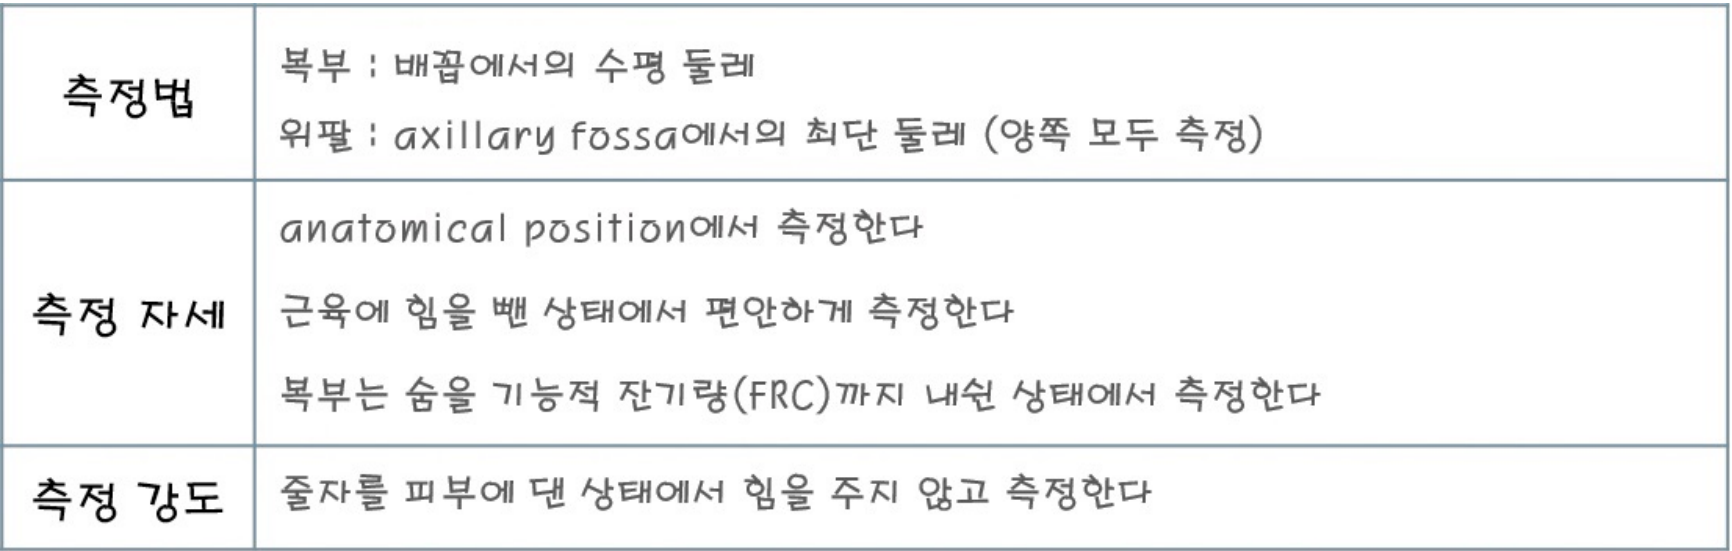 측정법
복부 : 배꼽에서의 수평 둘레
위팔 : axillary fossa에서의 최단 둘레 (양쪽 모두 측정)
측정 자세
anatomical position에서 측정한다
근육에 힘을 뺀 상태에서 편안하게 측정한다
복부는 숨을 기능적 잔기량(FRC)까지 내쉰 상태에서 측정한다
측정 강도
줄자를 피부에 댄 상태에서 힘을 주지 않고 측정한다